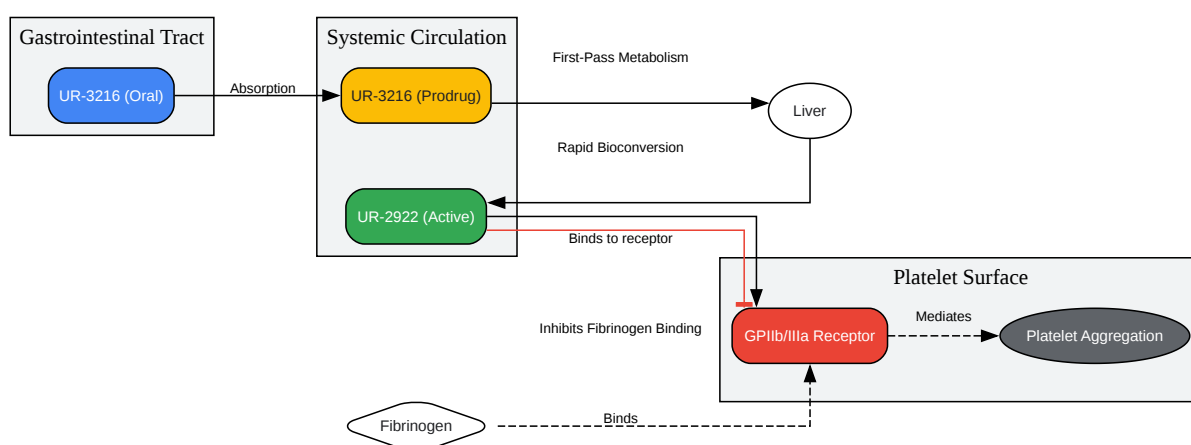 Gastrointestinal Tract
UR-3216 (Oral)
Absorption
Systemic Circulation
UR-3216 (Prodrug)
First-Pass Metabolism
Liver
Rapid Bioconversion
UR-2922 (Active)
Binds to receptor
Platelet Surface
Inhibits Fibrinogen Binding
GPIIb/IIIa Receptor
Mediates
Platelet Aggregation
Fibrinogen
Binds